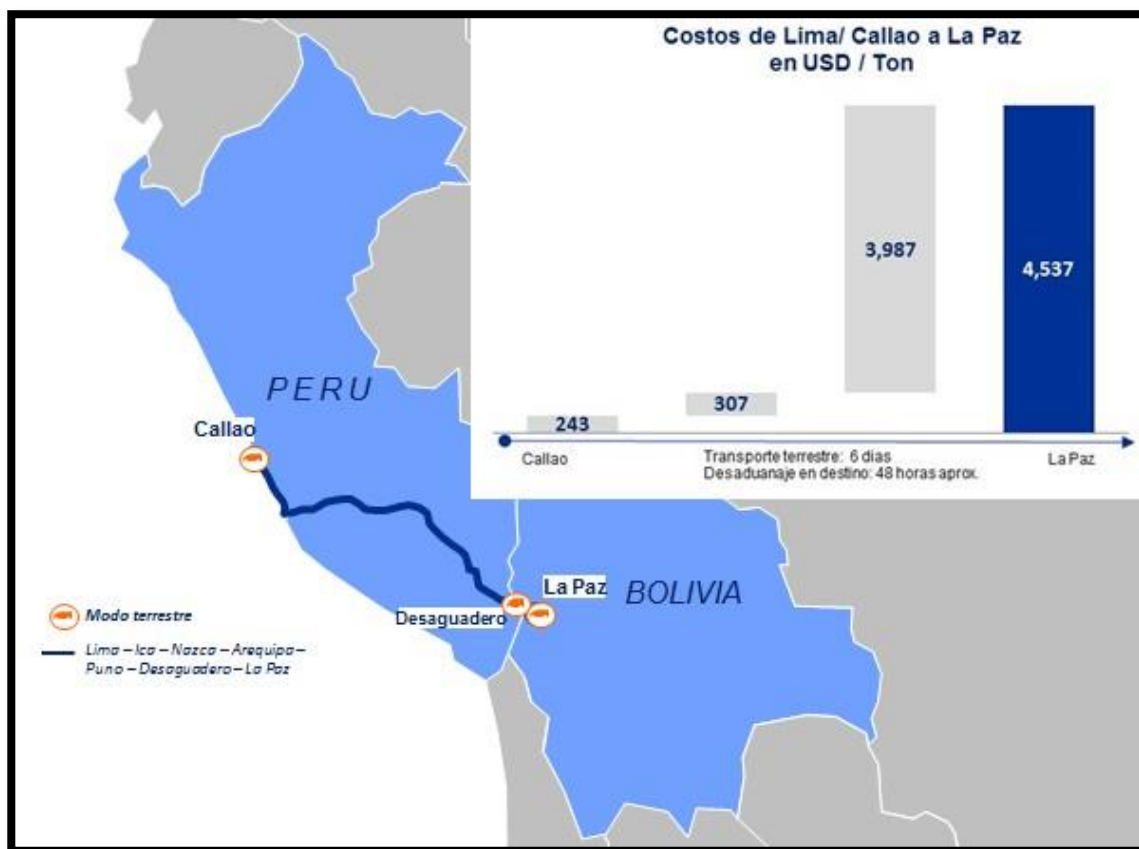 Costos de Lima/ Callao a La Paz
en USD / Ton
3,987
4,537
307
243
Callao
Transporte terrestre: 6 dias
Desaduanaje en destino: 48 horas aprox.
La Paz
PERU
Callao
La Paz
BOLIVIA
Desaguadero
Modo terrestre
Lima – Ica – Nazca – Arequipa –
Puno – Desaguadero – La Paz